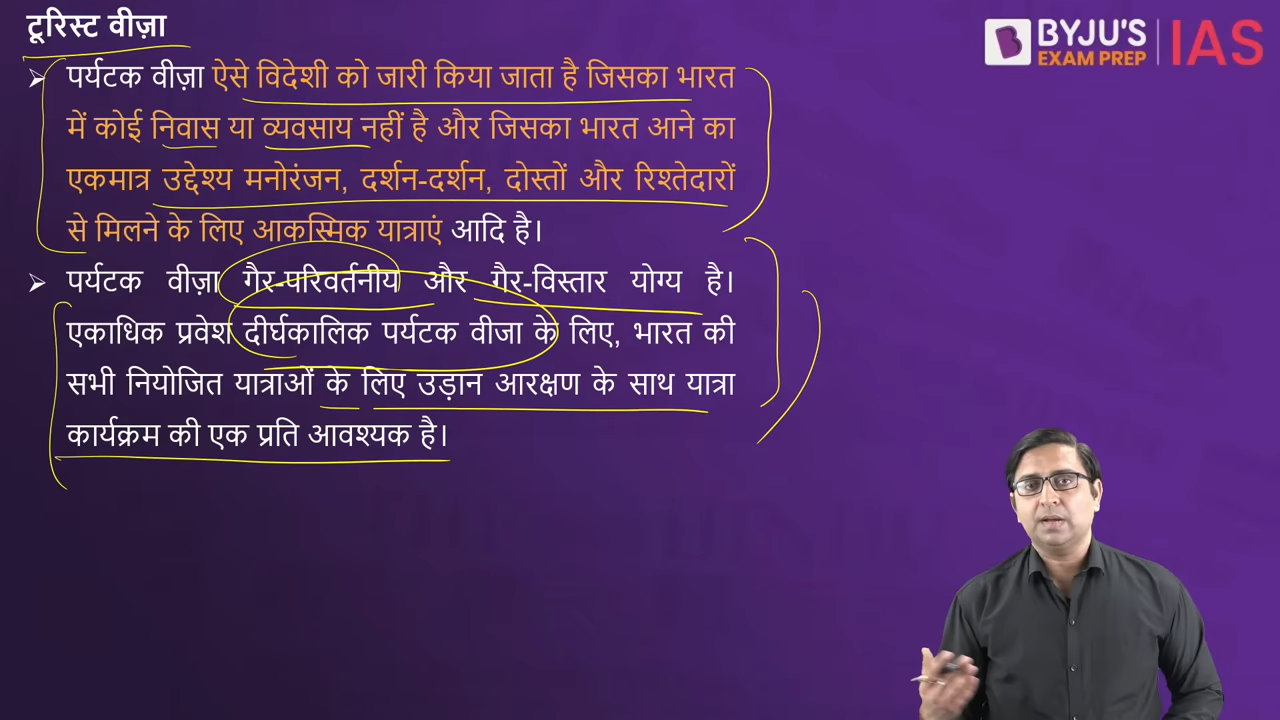 टूरिस्ट वीज़ा
BYJU'S
EXAM PREP
IAS
पर्यटक वीज़ा ऐसे विदेशी को जारी किया जाता है जिसका भारत
में कोई निवास या व्यवसाय नहीं है और जिसका भारत आने का
एकमात्र उद्देश्य मनोरंजन, दर्शन-दर्शन, दोस्तों और रिश्तेदारों
से मिलने के लिए आकस्मिक यात्राएं आदि है।
पर्यटक वीज़ा गैर-परिवर्तनीय और गैर-विस्तार योग्य है।
एकाधिक प्रवेश दीर्घकालिक पर्यटक वीजा के लिए, भारत की
सभी नियोजित यात्राओं के लिए उड़ान आरक्षण के साथ यात्रा
कार्यक्रम की एक प्रति आवश्यक है।